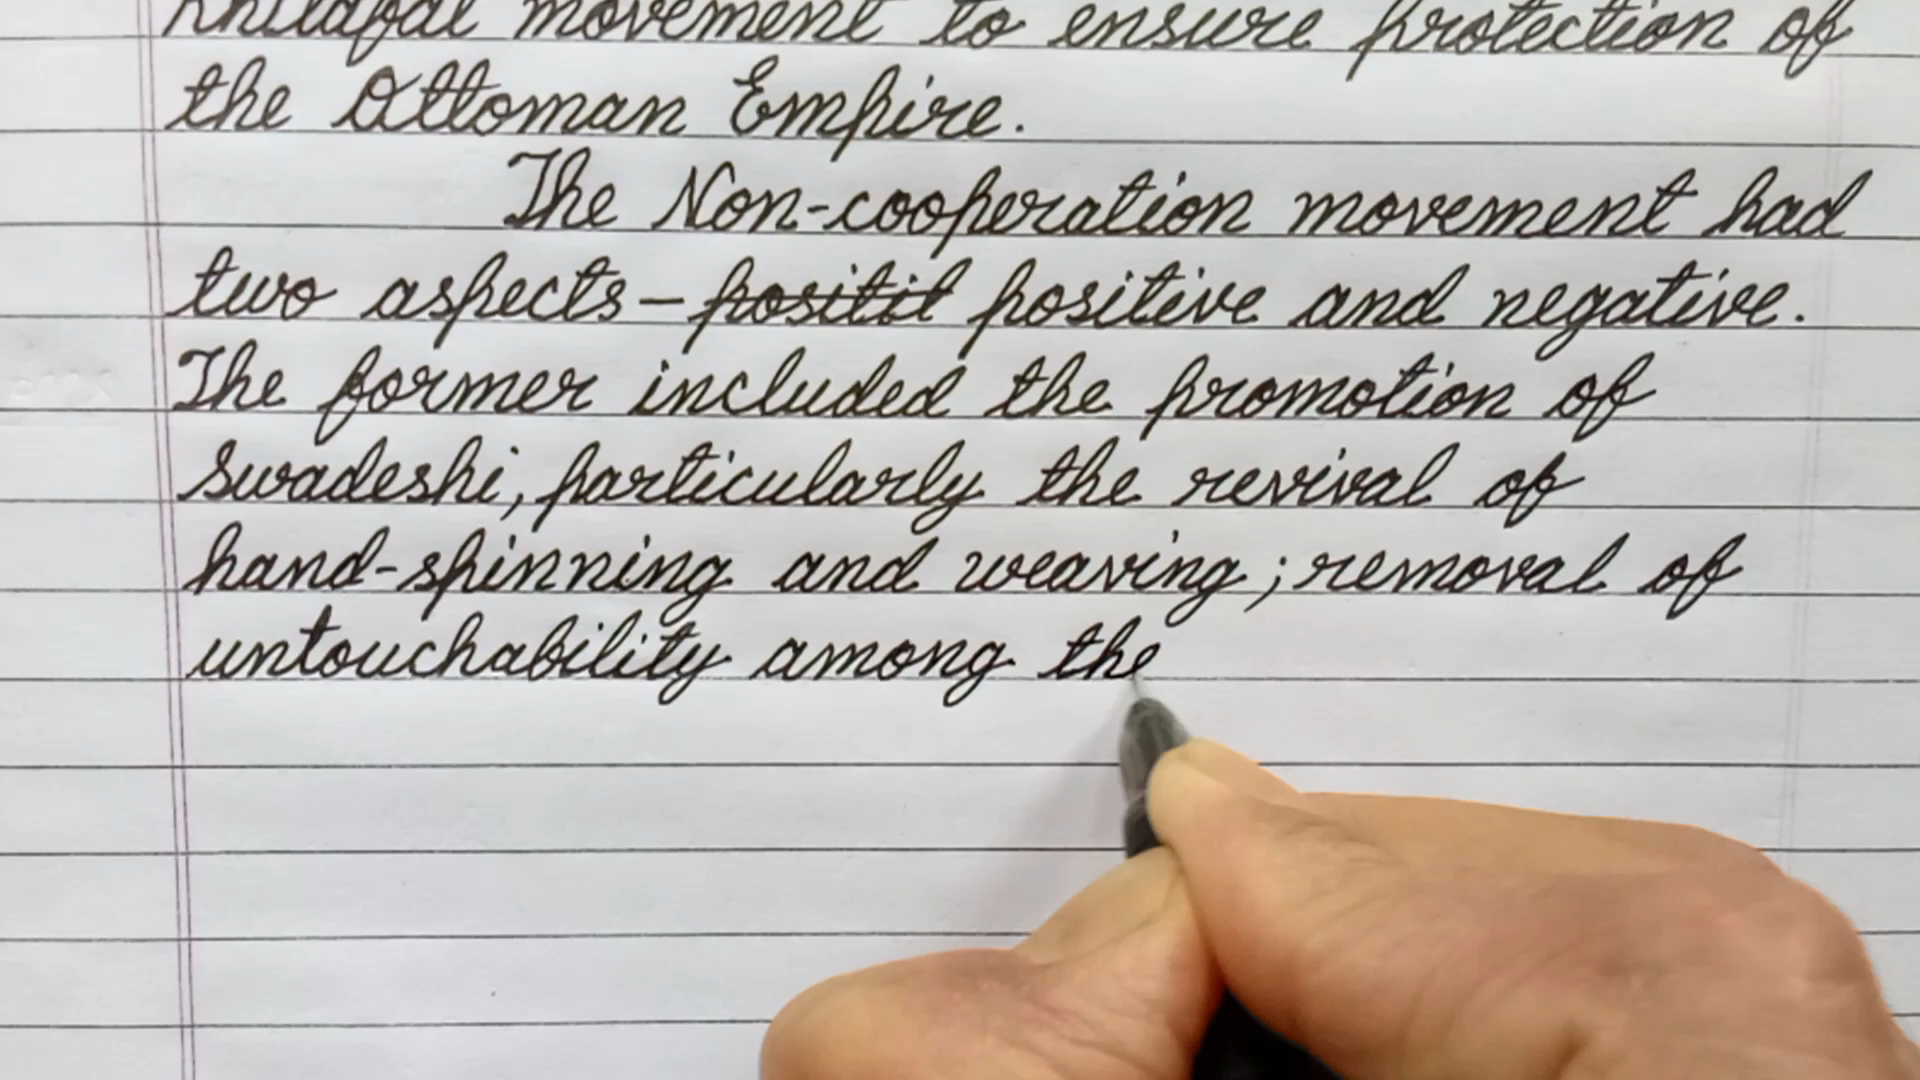 Khilafat movement to ensure protection of
the Ottoman Empire.
The Non-cooperation movement had
two aspects – positit positive and negative.
The former included the promotion of
Swadeshi, particularly the revival of
hand-spinning and weaving ; removal of
untouchability among the